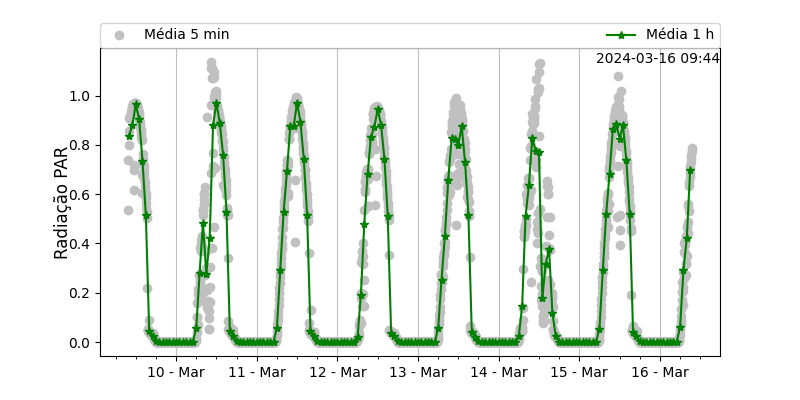 Média 5 min
Média 1 h
2024-03-16 09:44
Radiação PAR
1.0
0.8
0.6
0.4
0.2
0.0
10 - Mar
11 - Mar
12 - Mar
13 - Mar
14 - Mar
15 - Mar
16 - Mar